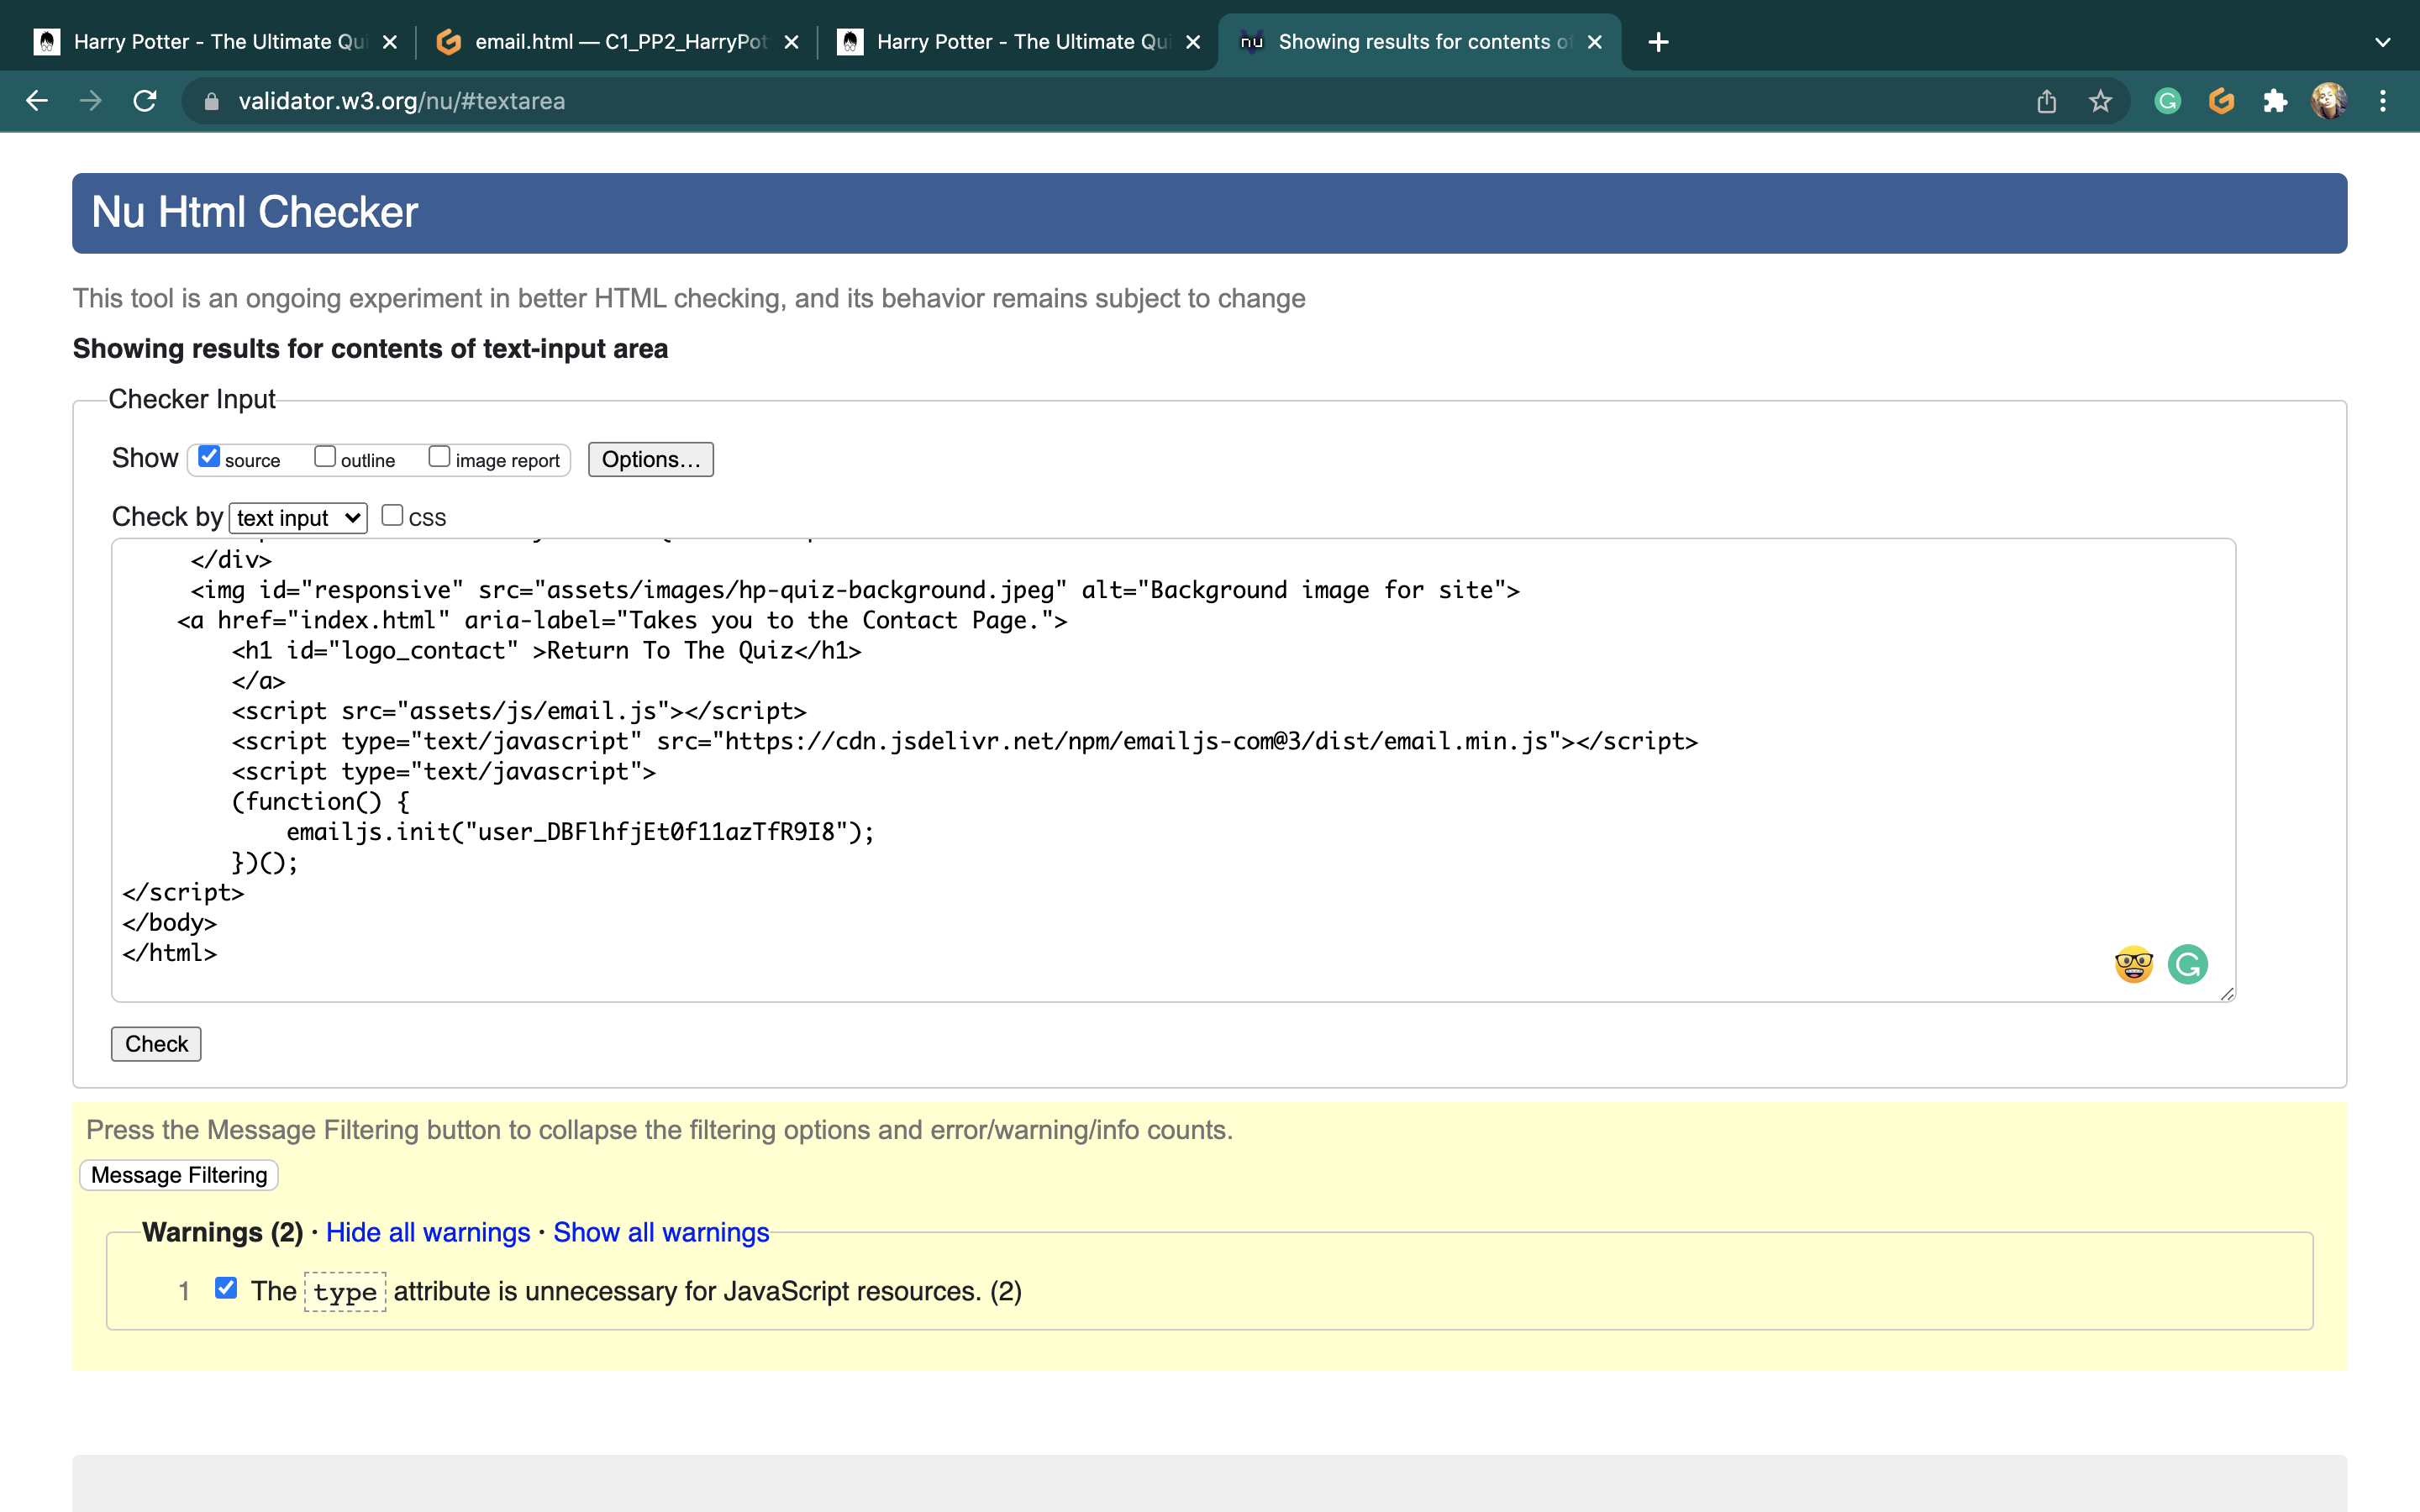 Harry Potter - The Ultimate Qui
email.html — C1_PP2_HarryPot
Harry Potter - The Ultimate Qui
nu Showing results for contents of
validator.w3.org/nu/#textarea
Nu Html Checker
This tool is an ongoing experiment in better HTML checking, and its behavior remains subject to change
Showing results for contents of text-input area
Checker Input
Show source outline image report Options...
Check by text input CSS
</div>
<img id="responsive" src="assets/images/hp-quiz-background.jpeg" alt="Background image for site">
<a href="index.html" aria-label="Takes you to the Contact Page.">
<h1 id="logo_contact" >Return To The Quiz</h1>
</a>
<script src="assets/js/email.js"></script>
<script type="text/javascript" src="https://cdn.jsdelivr.net/npm/emailjs-com@3/dist/email.min.js"></script>
<script type="text/javascript">
(function() {
emailjs.init("user_DBFlhfjEt0f11azTfR9I8");
})();
</script>
</body>
</html>
Check
Press the Message Filtering button to collapse the filtering options and error/warning/info counts.
Message Filtering
Warnings (2) · Hide all warnings · Show all warnings
1 The type attribute is unnecessary for JavaScript resources. (2)